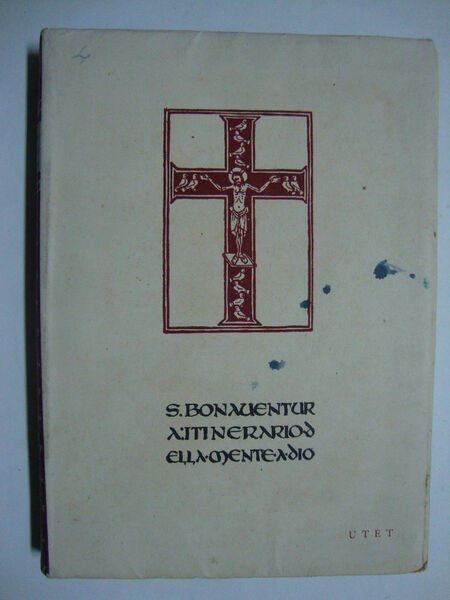 S. BONAVENTUR
A:ITINERARIO·D
ELLA·MENTE·A·DIO
UTET